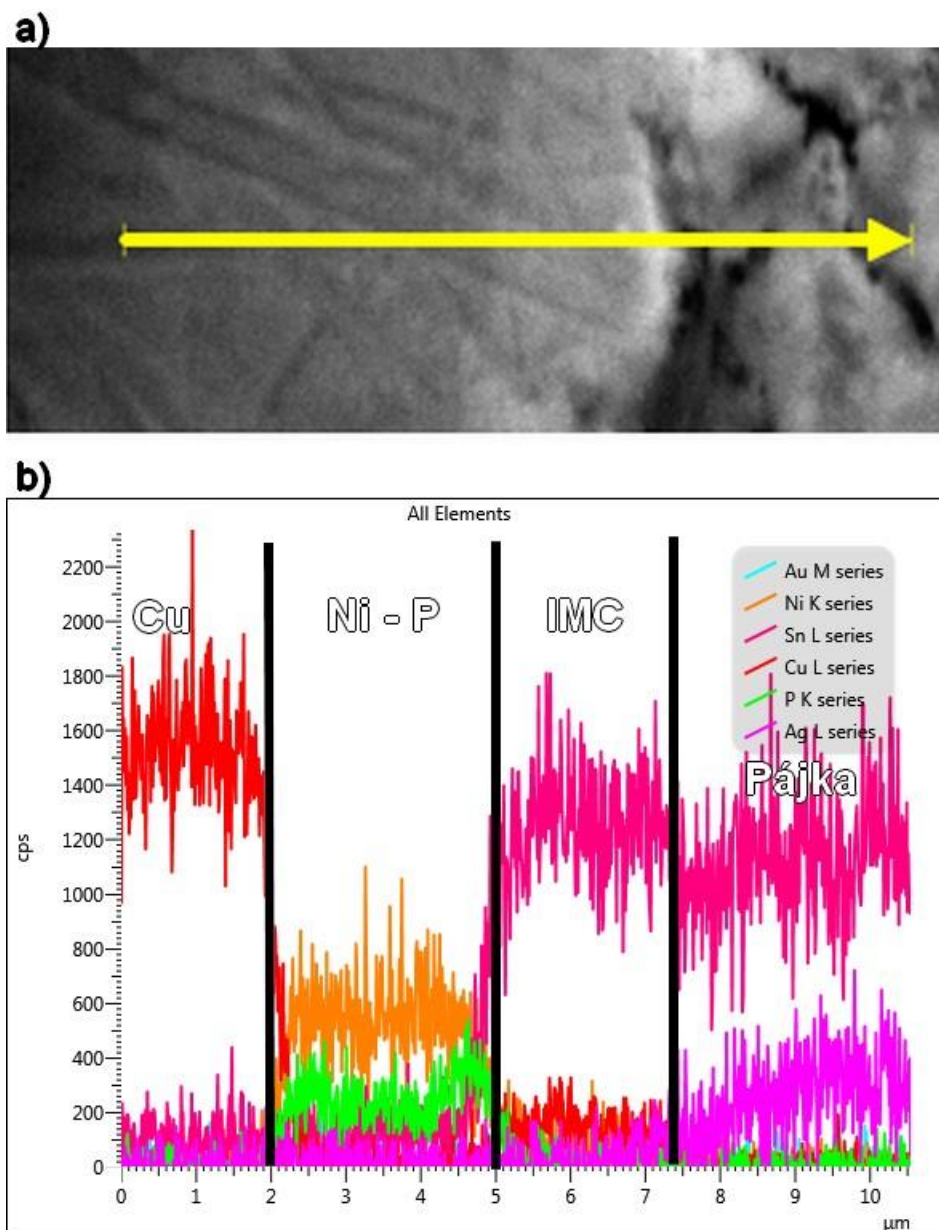 a)
b)
All Elements
2200
2000
1800
1600
1400
1200
1000
800
600
400
200
0
cps
Cu
Ni - P
IMC
Pájka
Au M series
Ni K series
Sn L series
Cu L series
P K series
Ag L series
0 1 2 3 4 5 6 7 8 9 10
µm